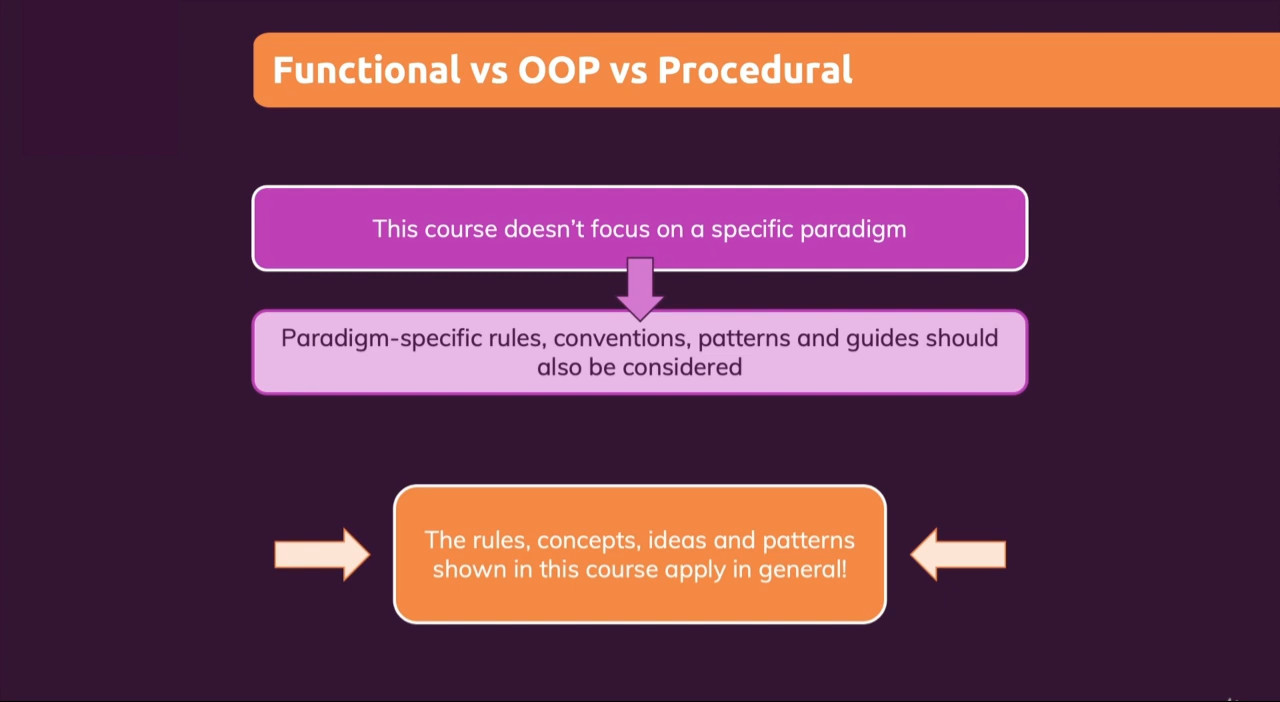 Functional vs OOP vs Procedural
This course doesn’t focus on a specific paradigm
Paradigm-specific rules, conventions, patterns and guides should
also be considered
The rules, concepts, ideas and patterns
shown in this course apply in general!